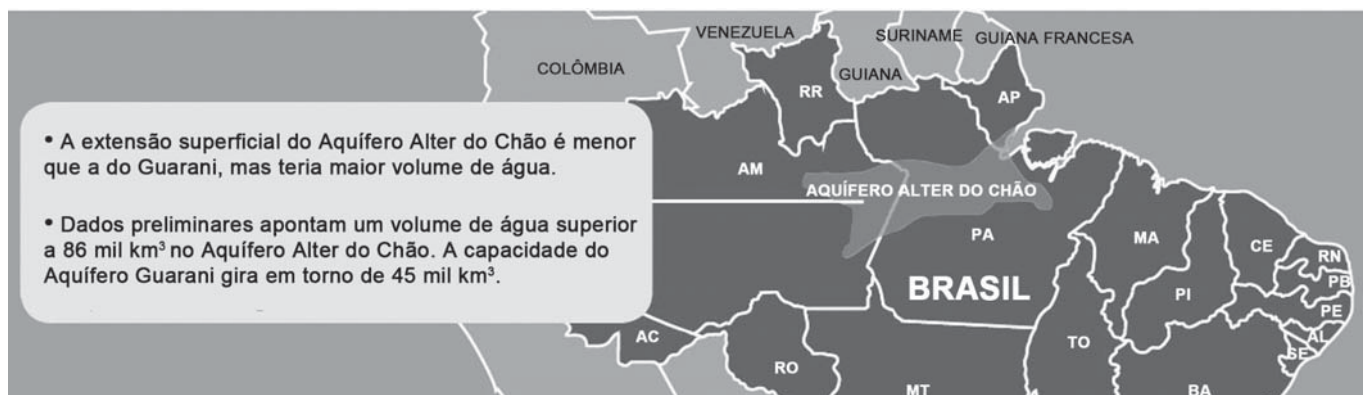 COLÔMBIA
VENEZUELA
SURINAME
GUIANA FRANCESA
GUIANA
RR
AP
• A extensão superficial do Aquífero Alter do Chão é menor
que a do Guarani, mas teria maior volume de água.
• Dados preliminares apontam um volume de água superior
a 86 mil km³ no Aquífero Alter do Chão. A capacidade do
Aquífero Guarani gira em torno de 45 mil km³.
AM
AQUÍFERO ALTER DO CHÃO
PA
BRASIL
MA
PI
CE
RN
PB
PE
AL
SE
AC
RO
MT
TO
BA